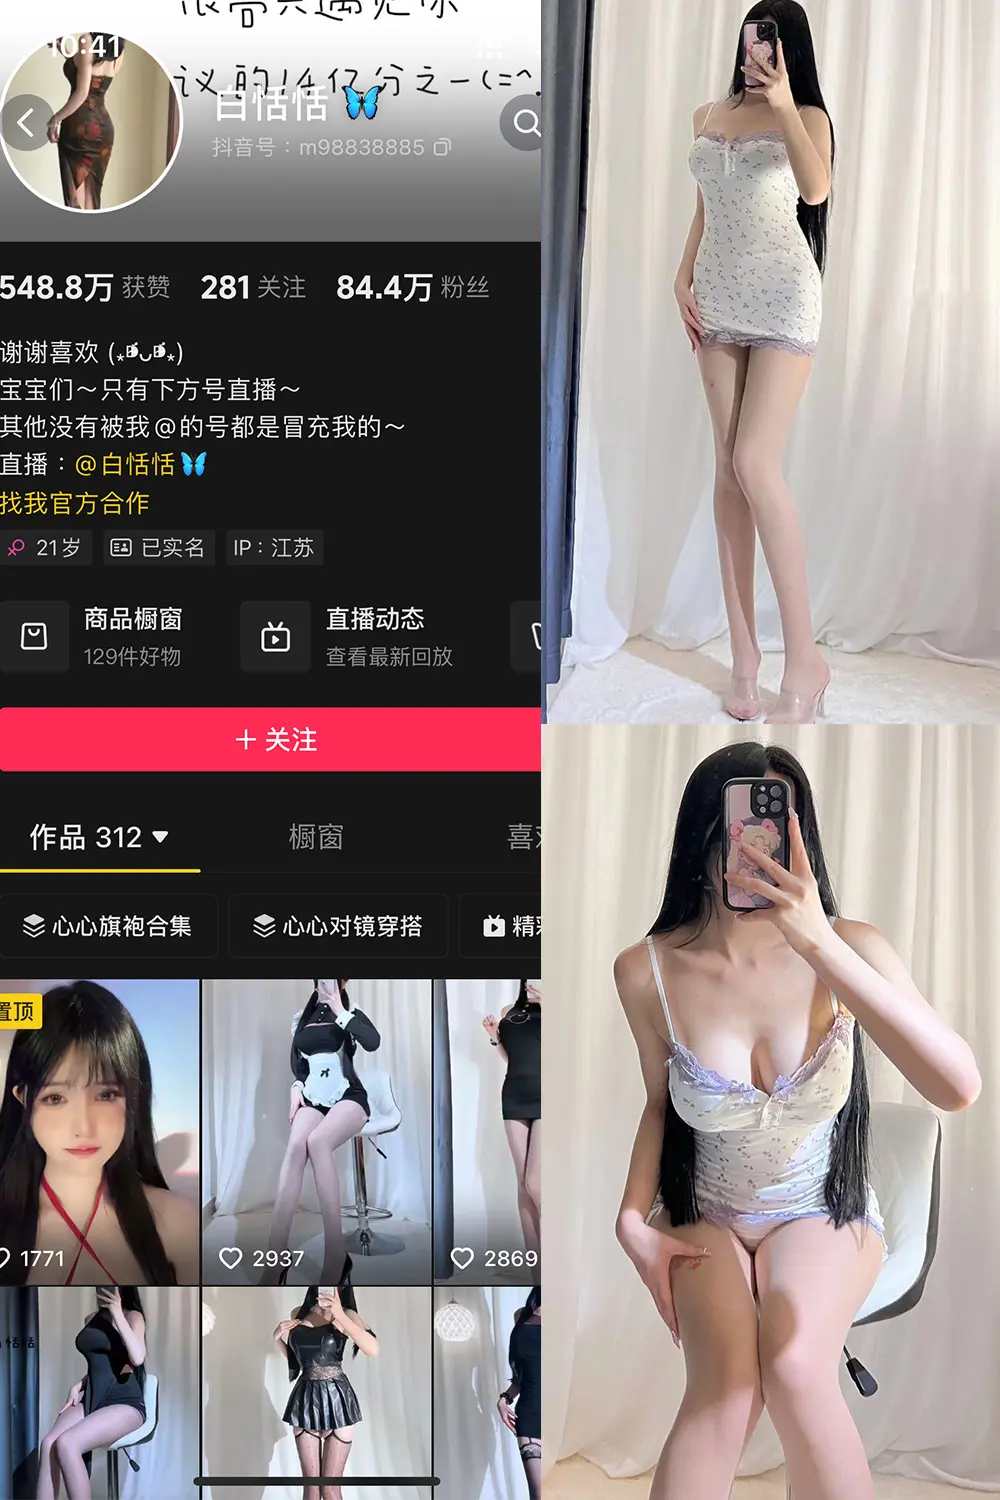 10:41
议的14亿分之一(=^.
白恬恬
抖音号：m98838885
548.8万 获赞 281 关注 84.4万 粉丝
谢谢喜欢
宝宝们～只有下方号直播～
其他没有被我@的号都是冒充我的～
直播：@白恬恬
找我官方合作
21岁 已实名 IP：江苏
商品橱窗 直播动态
129件好物 查看最新回放
+ 关注
作品 312 橱窗 喜
心心旗袍合集 心心对镜穿搭 精
置顶
1771 2937 2869
恬恬